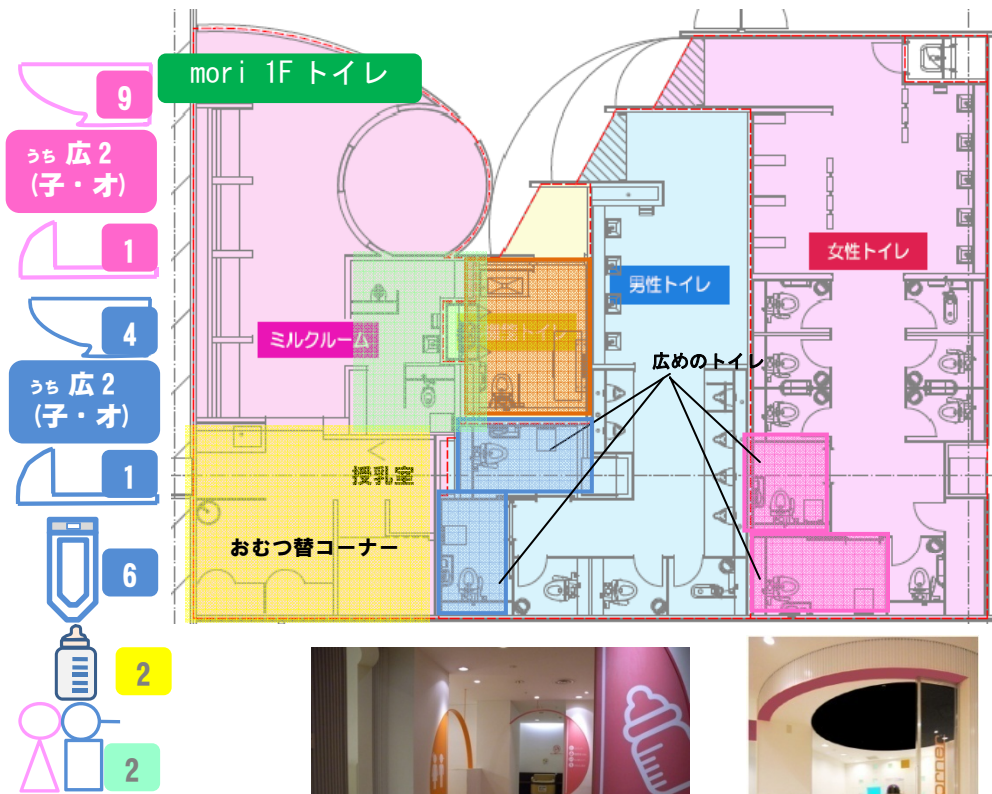 mori 1F トイレ
9
うち 広2
(子・オ)
1
4
うち 広2
(子・オ)
1
6
2
2
女性トイレ
男性トイレ
ミルクルーム
広めのトイレ
授乳室
おむつ替コーナー
orner